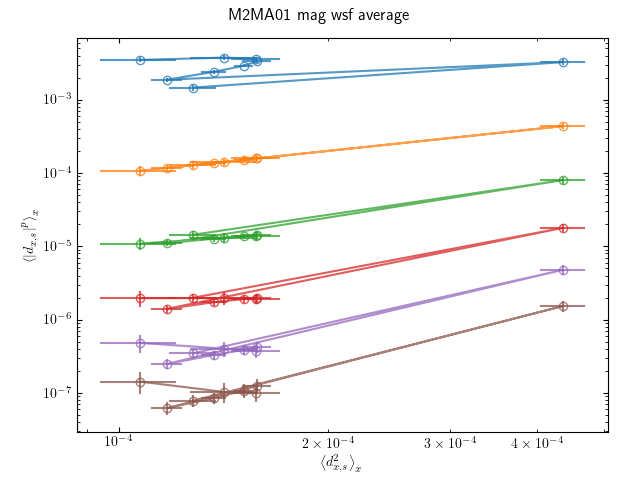 M2MA01 mag wsf average
10⁻³
10⁻⁴
10⁻⁵
10⁻⁶
10⁻⁷
⟨|d_{x,s}|^p⟩_x
10⁻⁴
2 × 10⁻⁴
3 × 10⁻⁴
4 × 10⁻⁴
⟨d²_{x,s}⟩_x